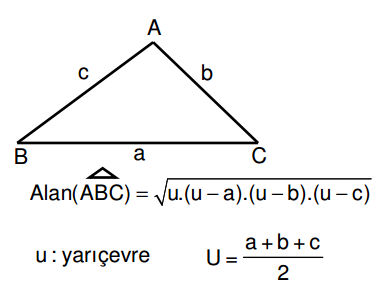 A
c b
B a C
Alan(ABC) = √u.(u – a).(u – b).(u – c)
u : yarıçevre U = a + b + c / 2